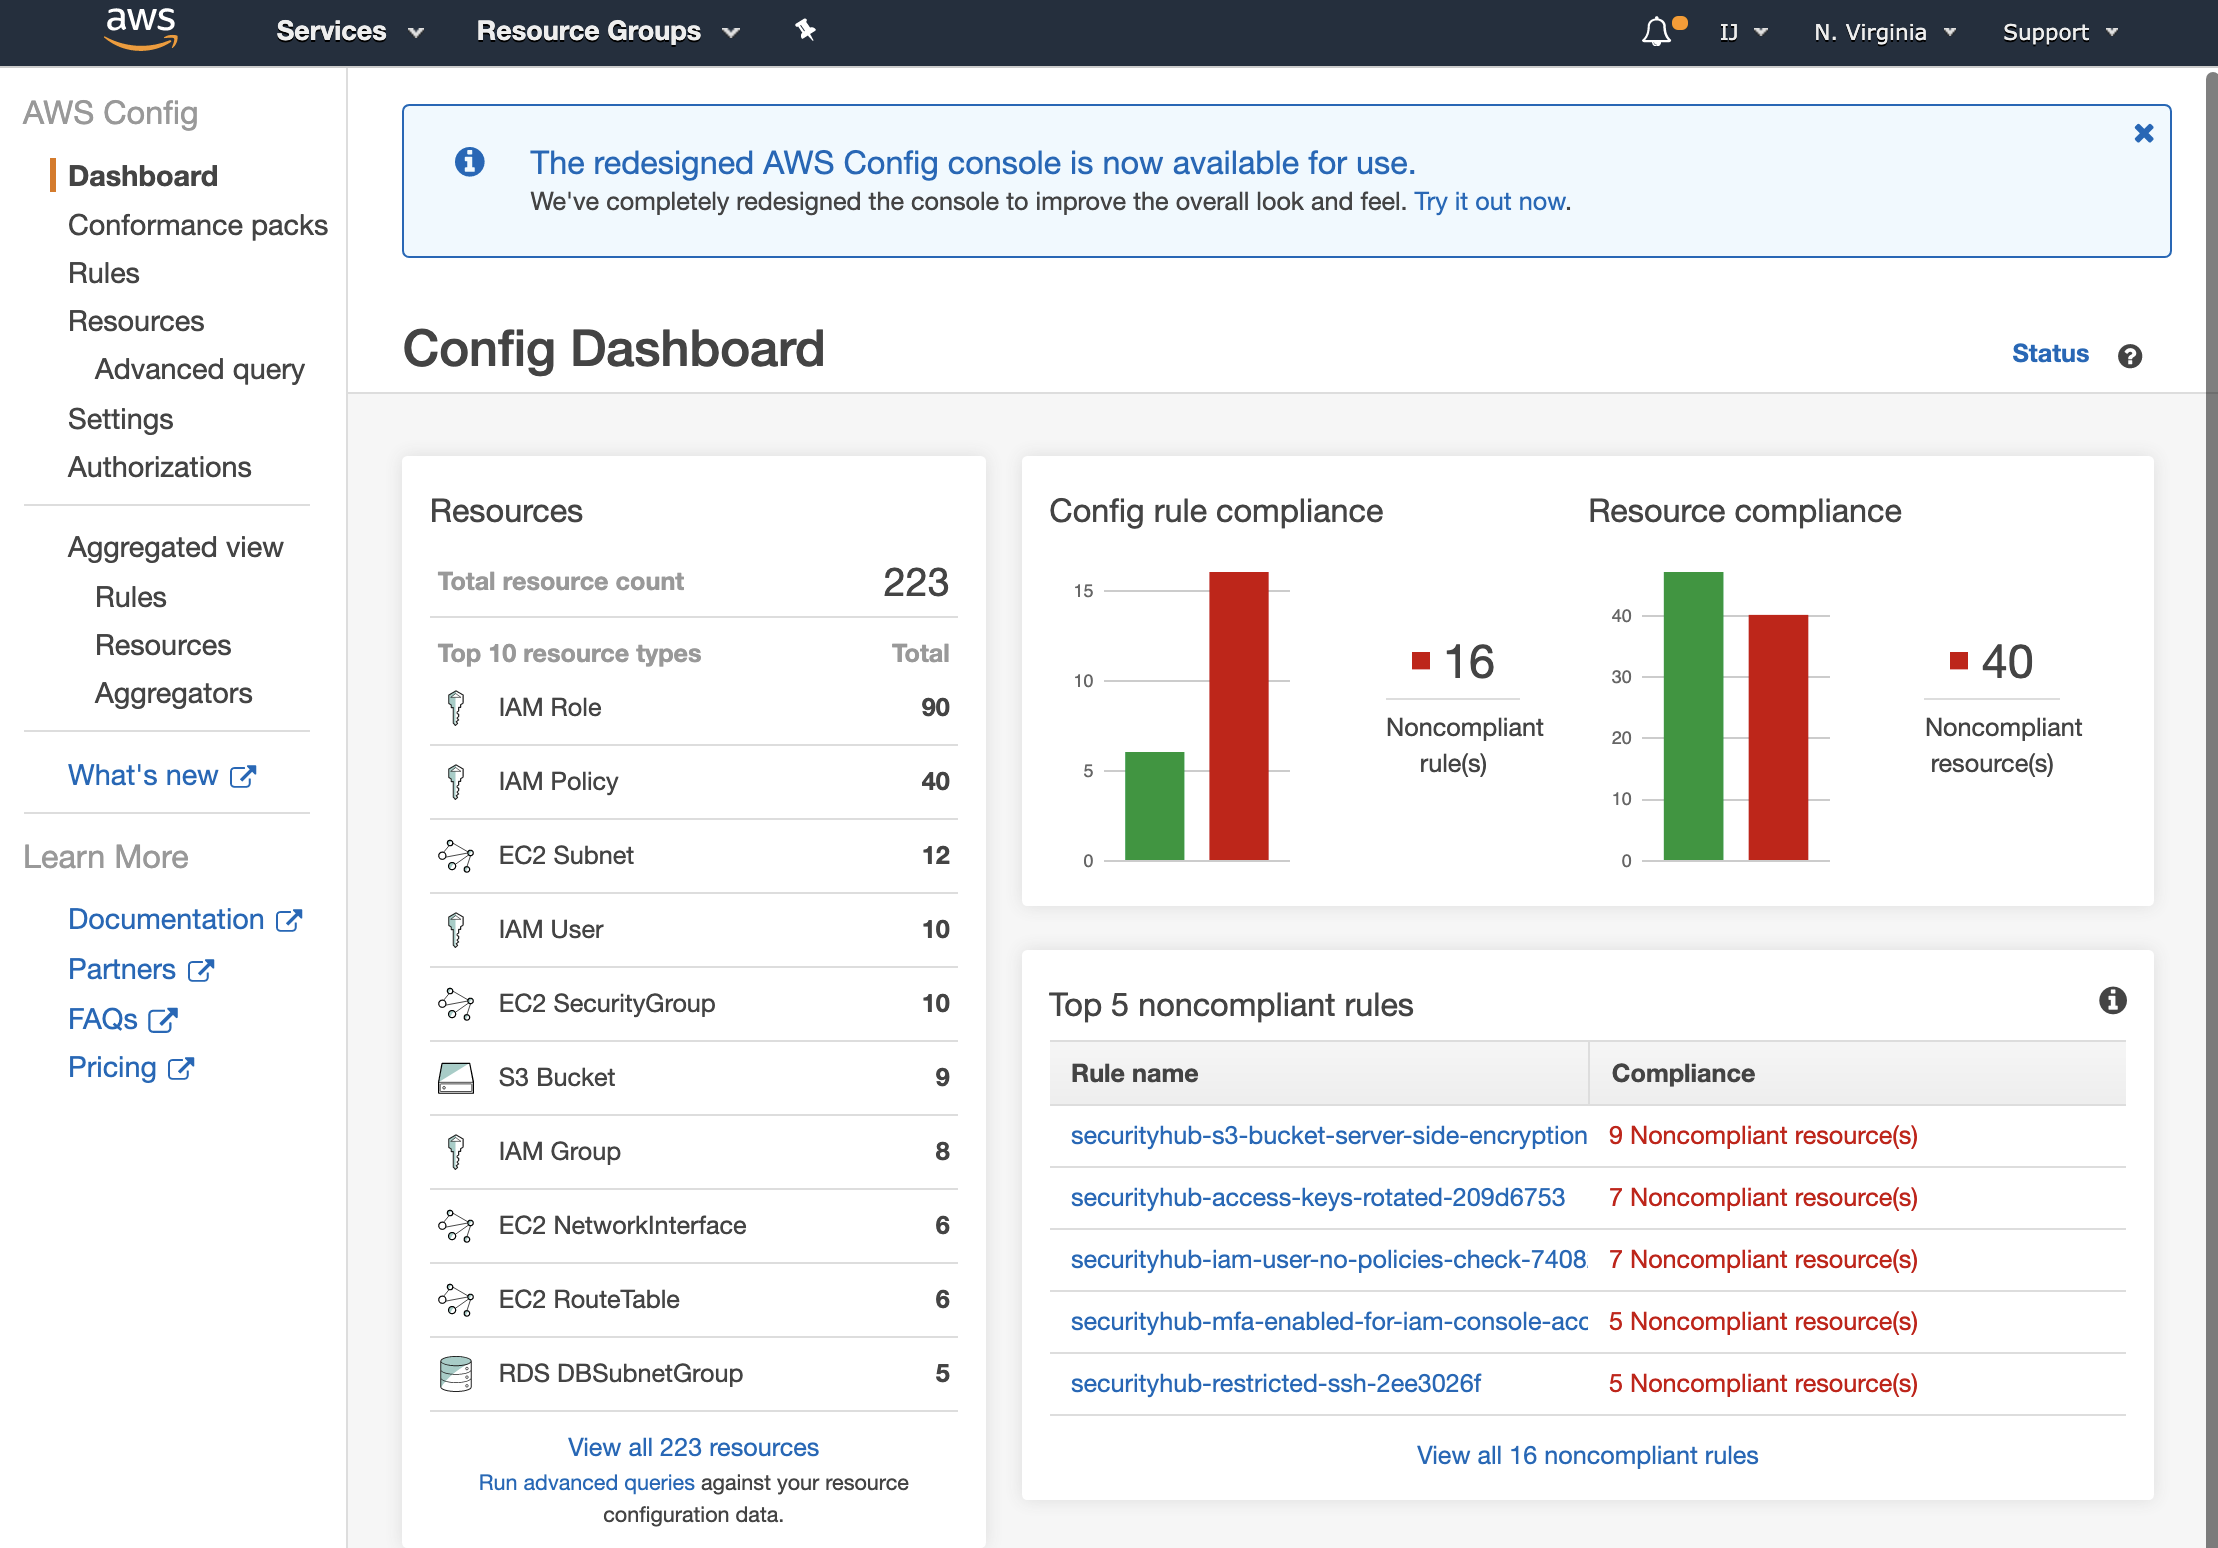 aws
Services
Resource Groups
IJ
N. Virginia
Support
AWS Config
Dashboard
Conformance packs
Rules
Resources
Advanced query
Settings
Authorizations
Aggregated view
Rules
Resources
Aggregators
What's new
Learn More
Documentation
Partners
FAQs
Pricing
The redesigned AWS Config console is now available for use.
We've completely redesigned the console to improve the overall look and feel. Try it out now.
Config Dashboard
Status
Resources
Total resource count 223
Top 10 resource types Total
IAM Role 90
IAM Policy 40
EC2 Subnet 12
IAM User 10
EC2 SecurityGroup 10
S3 Bucket 9
IAM Group 8
EC2 NetworkInterface 6
EC2 RouteTable 6
RDS DBSubnetGroup 5
View all 223 resources
Run advanced queries against your resource
configuration data.
Config rule compliance
15
10
5
0
16
Noncompliant
rule(s)
Resource compliance
40
30
20
10
0
40
Noncompliant
resource(s)
Top 5 noncompliant rules
Rule name Compliance
securityhub-s3-bucket-server-side-encryption 9 Noncompliant resource(s)
securityhub-access-keys-rotated-209d6753 7 Noncompliant resource(s)
securityhub-iam-user-no-policies-check-7408 7 Noncompliant resource(s)
securityhub-mfa-enabled-for-iam-console-acc 5 Noncompliant resource(s)
securityhub-restricted-ssh-2ee3026f 5 Noncompliant resource(s)
View all 16 noncompliant rules